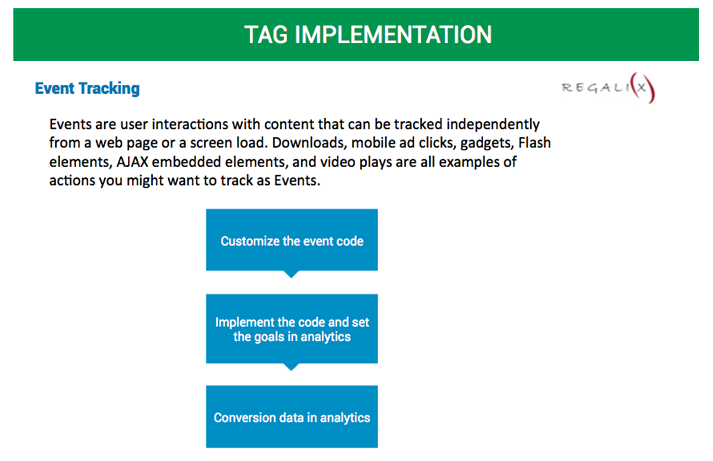 TAG IMPLEMENTATION
Event Tracking
REGALI(X)
Events are user interactions with content that can be tracked independently
from a web page or a screen load. Downloads, mobile ad clicks, gadgets, Flash
elements, AJAX embedded elements, and video plays are all examples of
actions you might want to track as Events.
Customize the event code
Implement the code and set
the goals in analytics
Conversion data in analytics